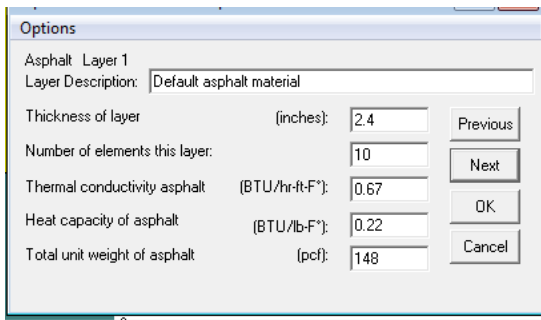 Options
Asphalt Layer 1
Layer Description: Default asphalt material
Thickness of layer (inches): 2.4
Previous
Number of elements this layer: 10
Next
Thermal conductivity asphalt (BTU/hr-ft-F°): 0.67
OK
Heat capacity of asphalt (BTU/lb-F°): 0.22
Total unit weight of asphalt (pcf): 148
Cancel